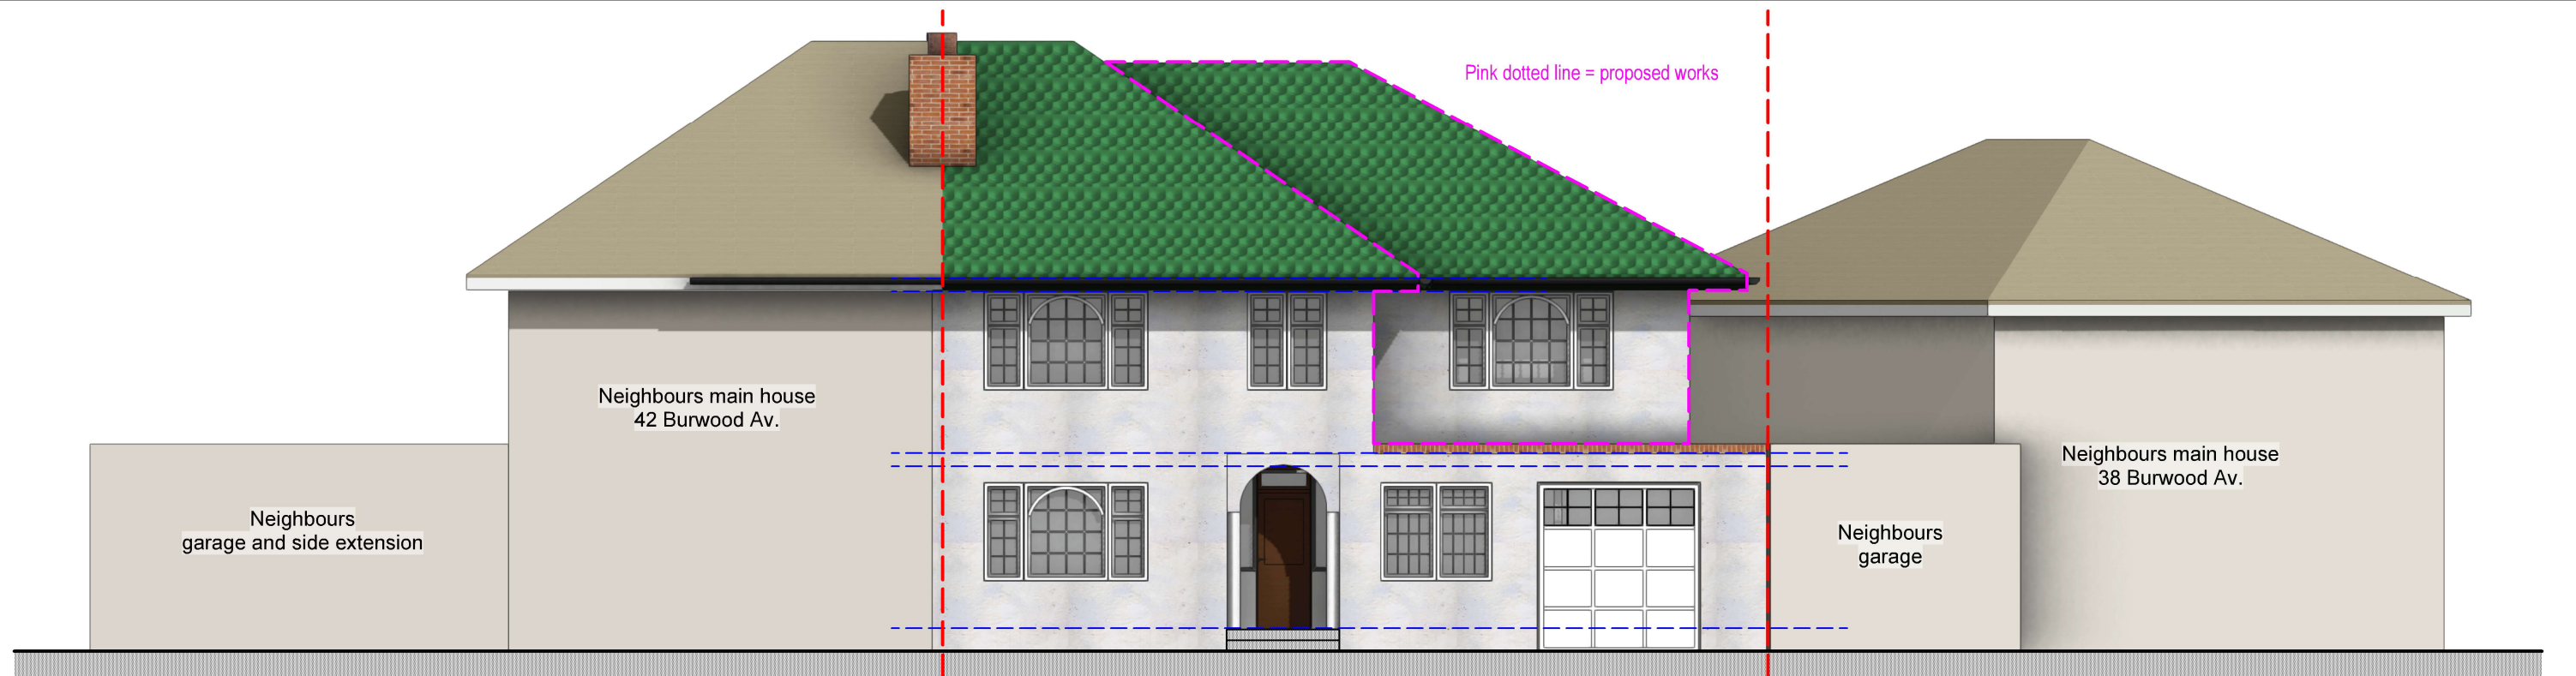 Pink dotted line = proposed works
Neighbours main house
42 Burwood Av.
Neighbours
garage and side extension
Neighbours main house
38 Burwood Av.
Neighbours
garage